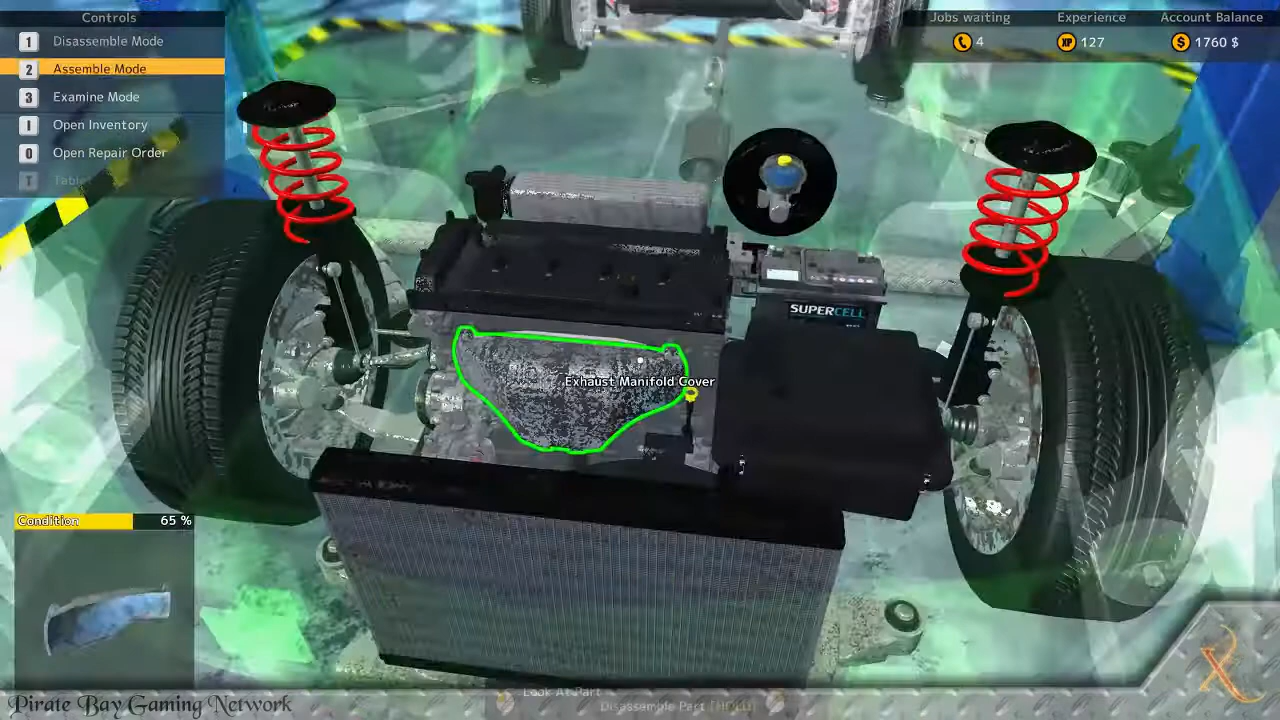 Controls
1 Disassemble Mode
2 Assemble Mode
3 Examine Mode
I Open Inventory
O Open Repair Order
T
Jobs waiting Experience Account Balance
4 XP 127 $ 1760 $
SUPERCELL
Exhaust Manifold Cover
Condition 65 %
Look At Part
Disassemble Part [HOLD]
Pirate Bay Gaming Network